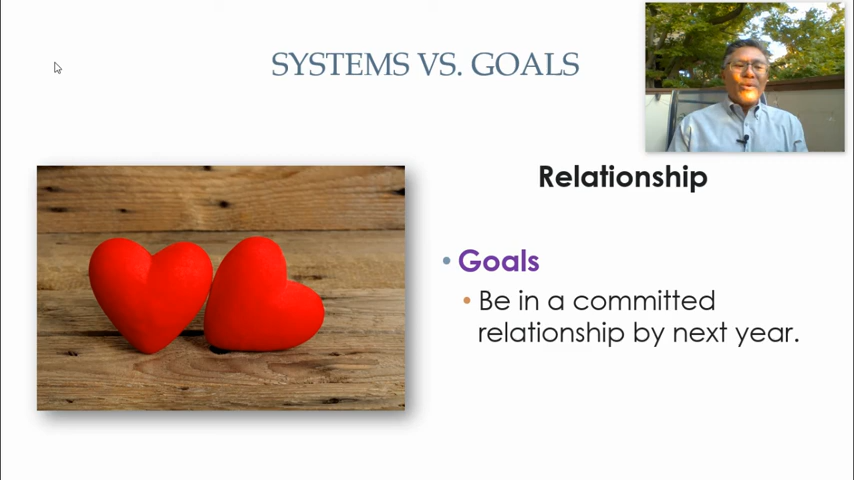 SYSTEMS VS. GOALS
Relationship
• Goals
• Be in a committed
relationship by next year.